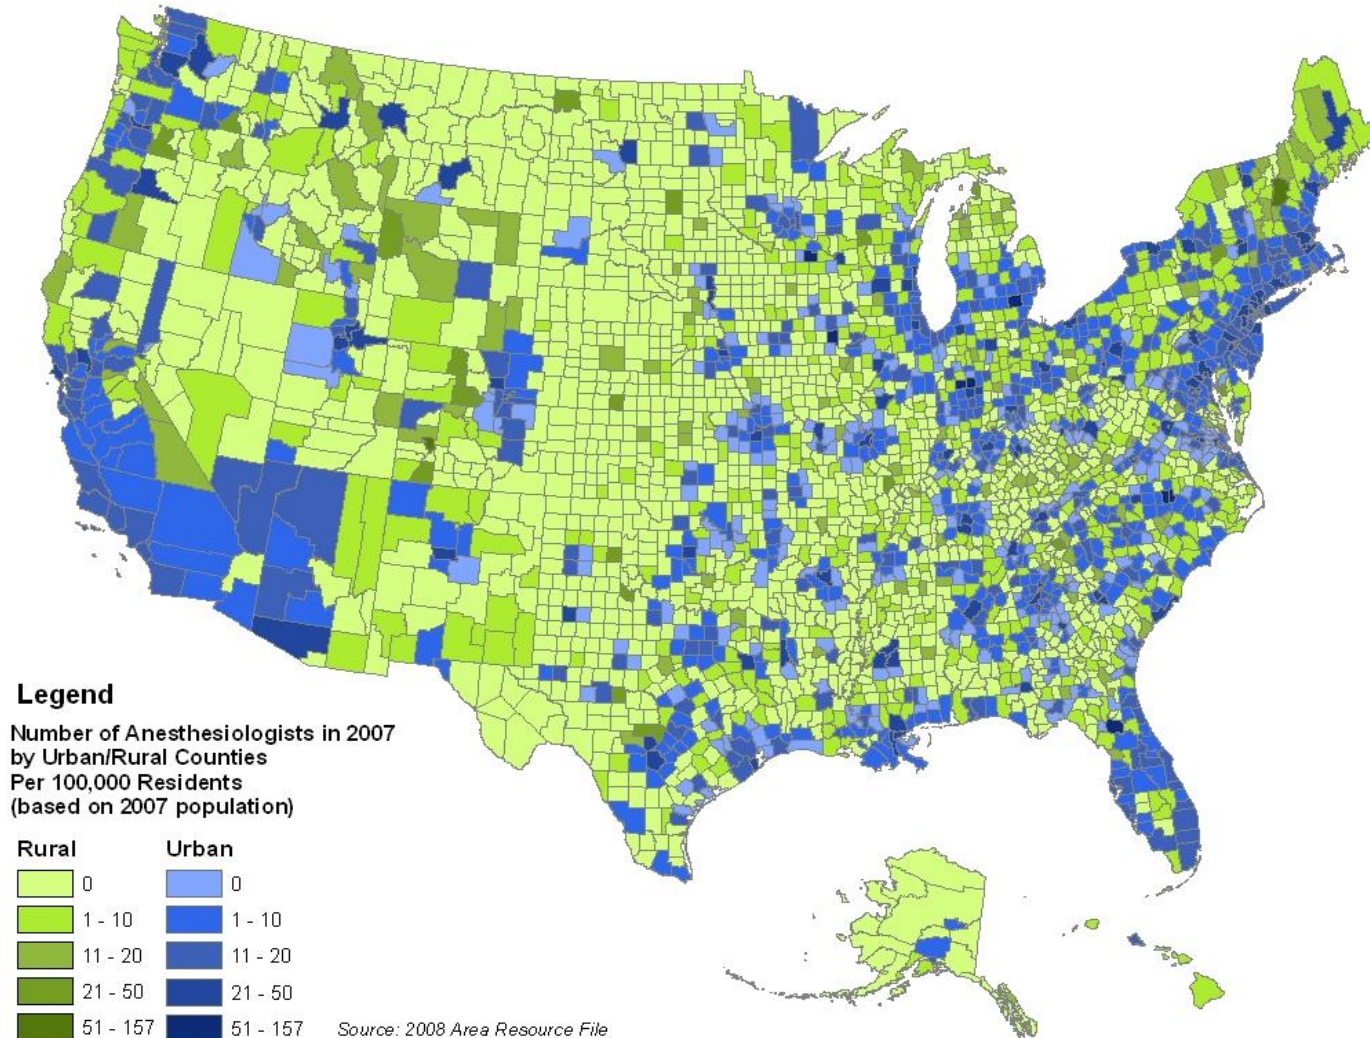 Legend
Number of Anesthesiologists in 2007
by Urban/Rural Counties
Per 100,000 Residents
(based on 2007 population)
Rural Urban
0 0
1 - 10 1 - 10
11 - 20 11 - 20
21 - 50 21 - 50
51 - 157 51 - 157 Source: 2008 Area Resource File